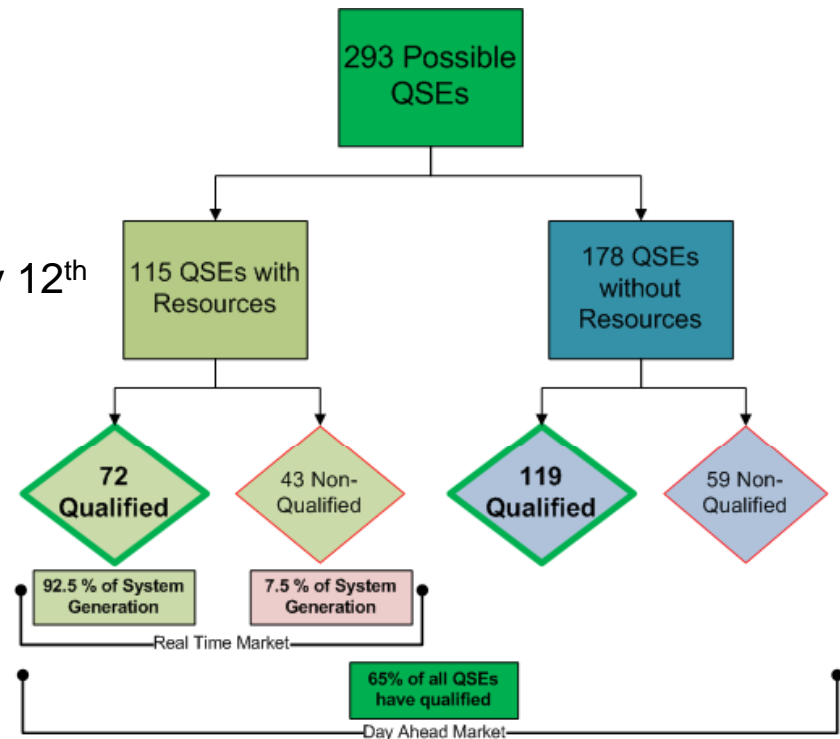 293 Possible
QSEs
y 12th
115 QSEs with
Resources
178 QSEs
without
Resources
72
Qualified
43 Non-
Qualified
119
Qualified
59 Non-
Qualified
92.5 % of System
Generation
7.5 % of System
Generation
Real Time Market
65% of all QSEs
have qualified
Day Ahead Market